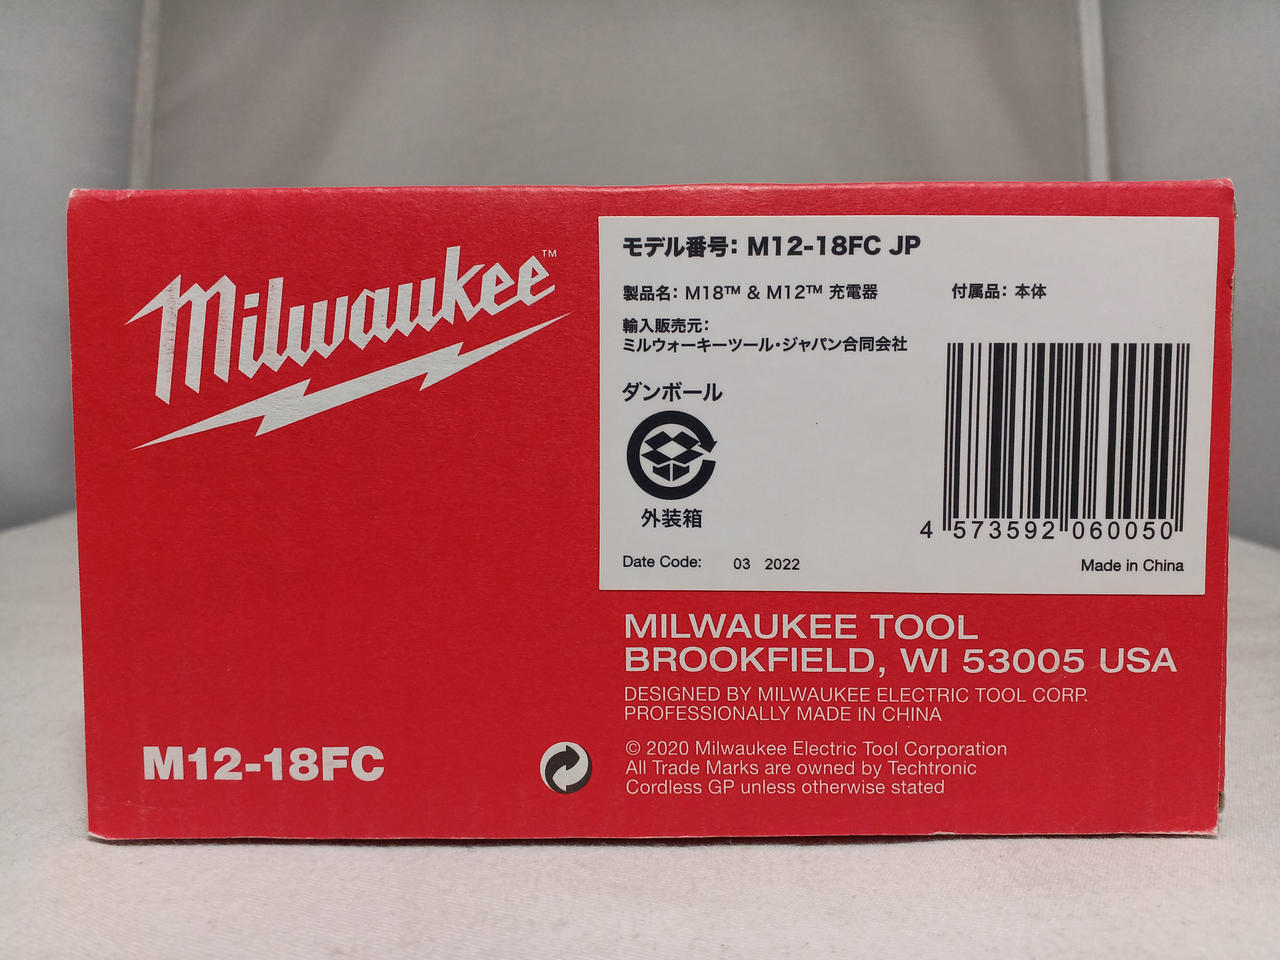 Milwaukee™
モデル番号: M12-18FC JP
製品名: M18™ & M12™ 充電器
付属品: 本体
輸入販売元:
ミルウォーキーツール・ジャパン合同会社
ダンボール
外装箱
4 573592 060050
Date Code: 03 2022
Made in China
MILWAUKEE TOOL
BROOKFIELD, WI 53005 USA
DESIGNED BY MILWAUKEE ELECTRIC TOOL CORP.
PROFESSIONALLY MADE IN CHINA
M12-18FC
© 2020 Milwaukee Electric Tool Corporation
All Trade Marks are owned by Techtronic
Cordless GP unless otherwise stated